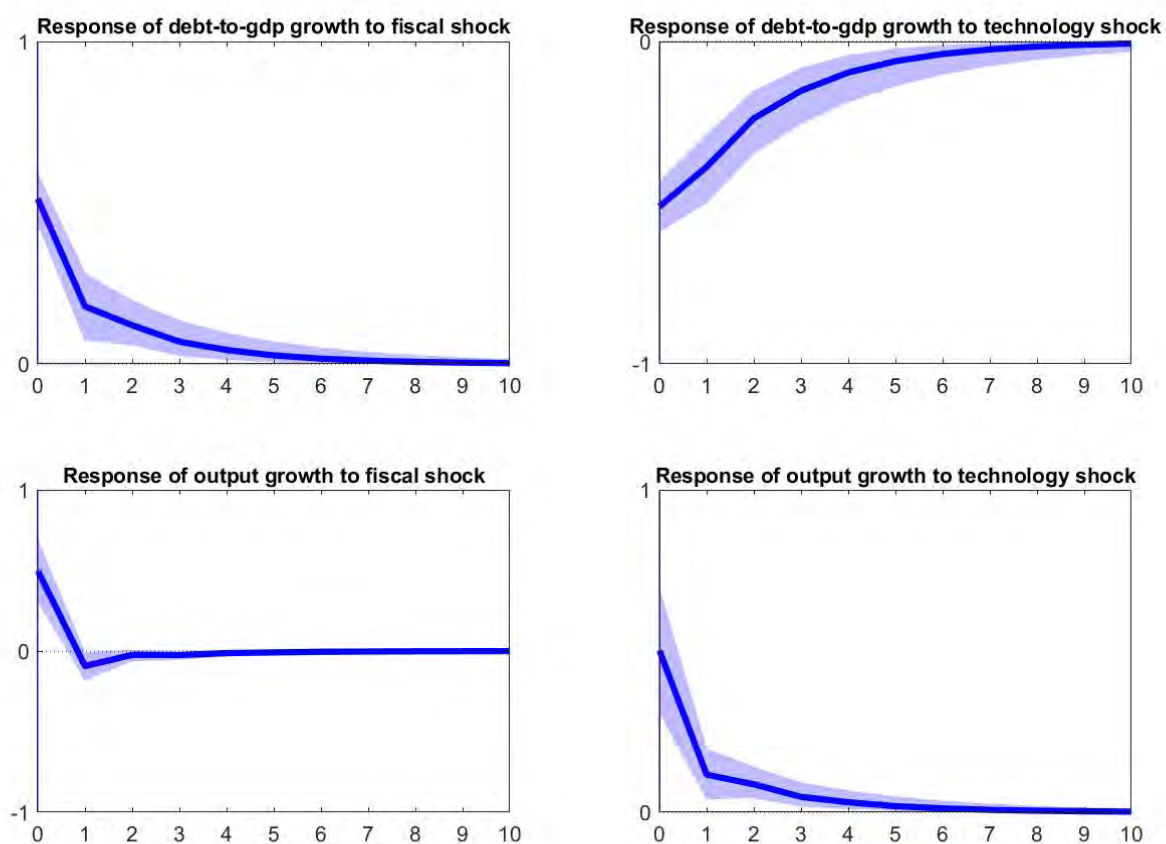 Response of debt-to-gdp growth to fiscal shock
1
0
0 1 2 3 4 5 6 7 8 9 10
Response of debt-to-gdp growth to technology shock
0
-1
0 1 2 3 4 5 6 7 8 9 10
Response of output growth to fiscal shock
1
0
-1
0 1 2 3 4 5 6 7 8 9 10
Response of output growth to technology shock
1
0
0 1 2 3 4 5 6 7 8 9 10